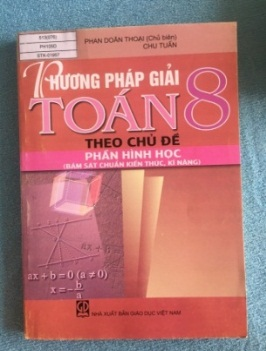 PHAN DOÃN THOẠI (Chủ biên)
CHU TUẤN
PHƯƠNG PHÁP GIẢI
TOÁN 8
THEO CHỦ ĐỀ
PHẦN HÌNH HỌC
(BÁM SÁT CHUẨN KIẾN THỨC, KĨ NĂNG)
ax + b = 0 (a ≠ 0)
x = -b/a
NHÀ XUẤT BẢN GIÁO DỤC VIỆT NAM